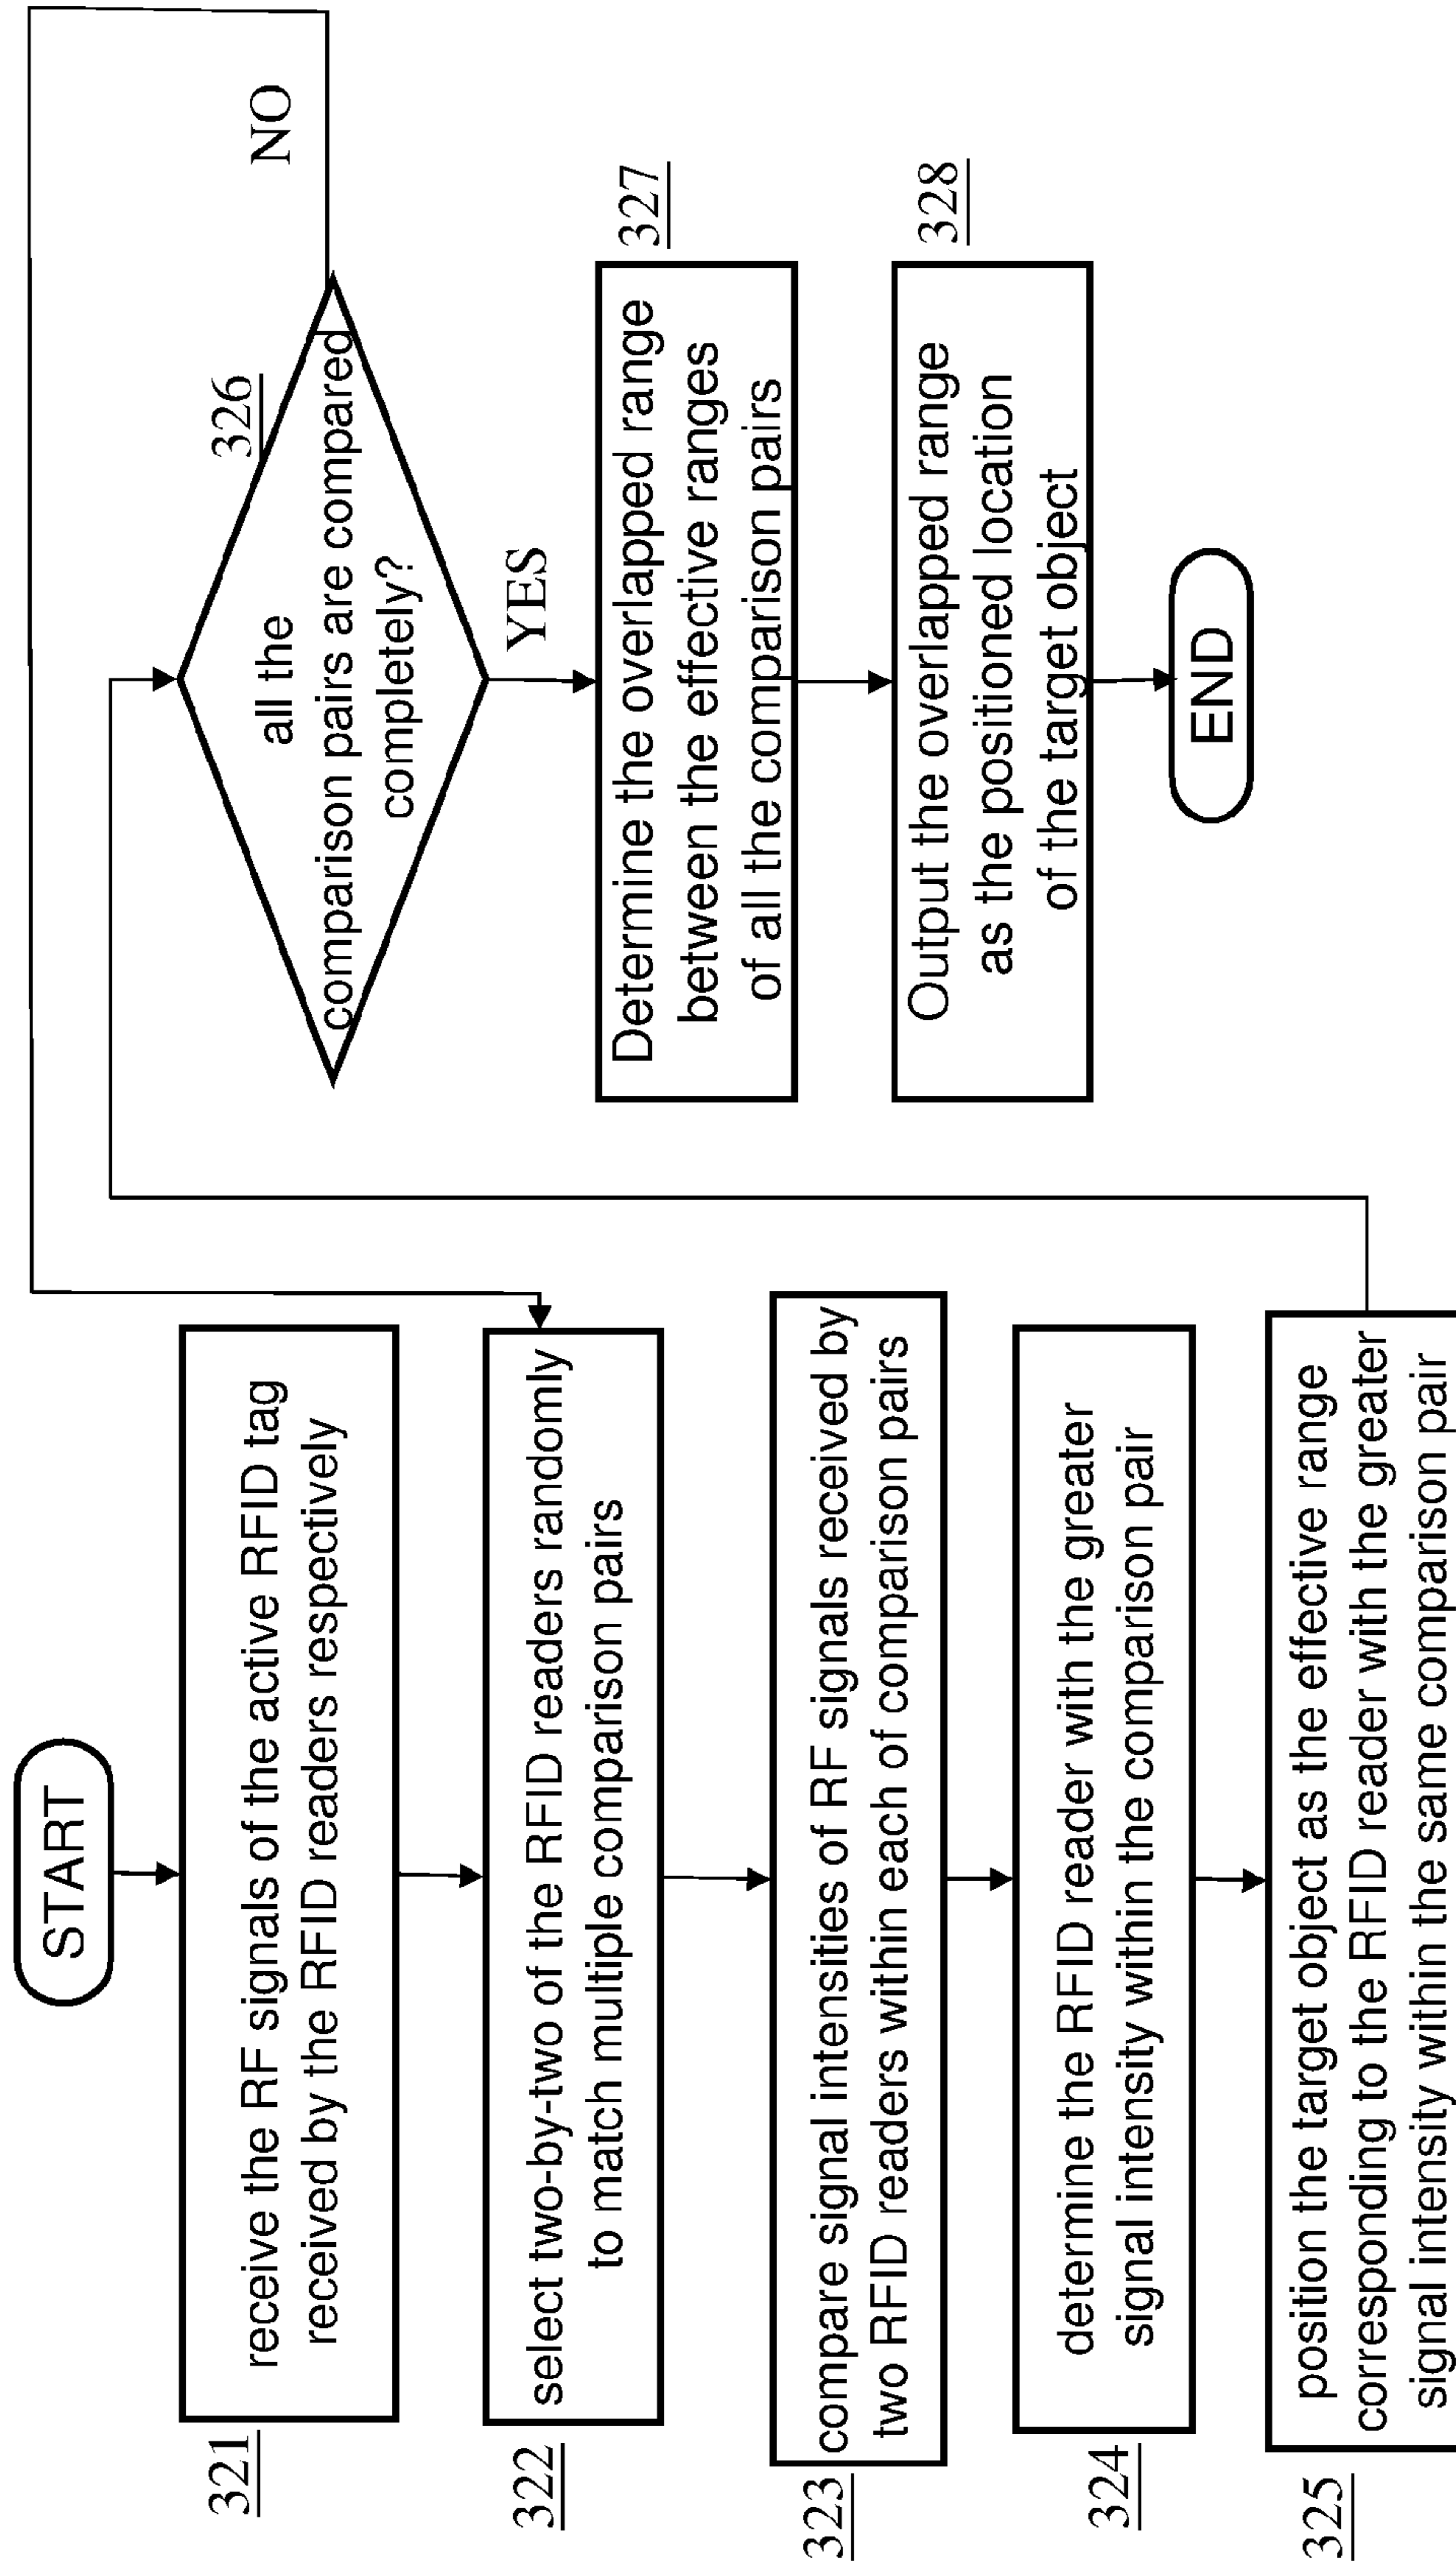 START
321
receive the RF signals of the active RFID tag
received by the RFID readers respectively
322
select two-by-two of the RFID readers randomly
to match multiple comparison pairs
323
compare signal intensities of RF signals received by
two RFID readers within each of comparison pairs
324
determine the RFID reader with the greater
signal intensity within the comparison pair
325
position the target object as the effective range
corresponding to the RFID reader with the greater
signal intensity within the same comparison pair
326
all the
comparison pairs are compared
completely?
NO
YES
327
Determine the overlapped range
between the effective ranges
of all the comparison pairs
328
Output the overlapped range
as the positioned location
of the target object
END